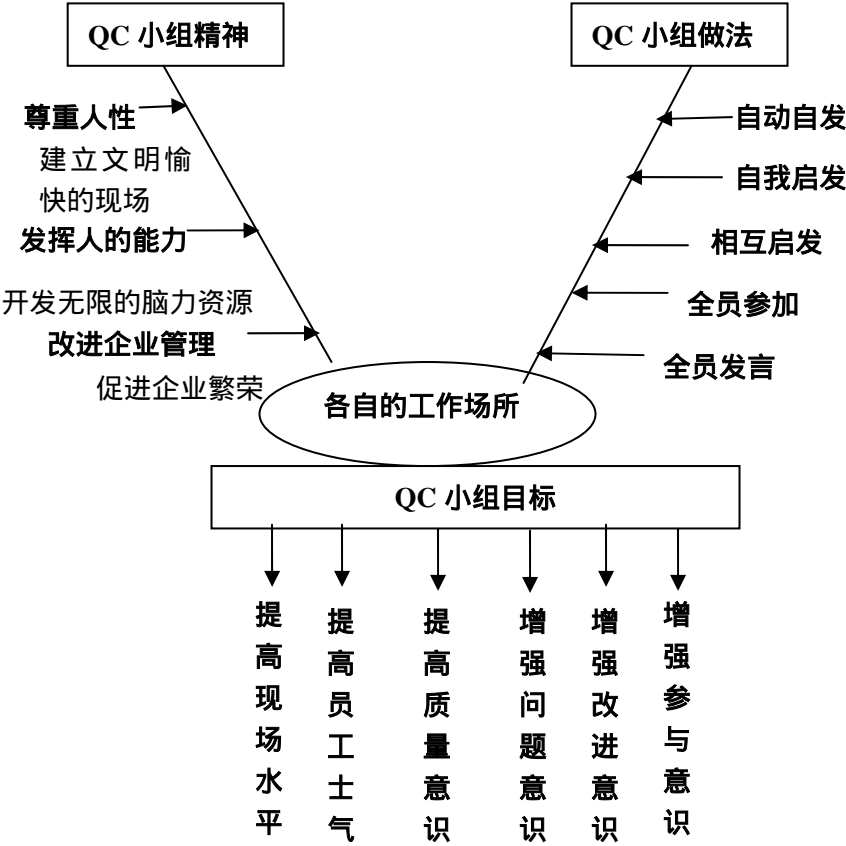 QC 小组精神
QC 小组做法
尊重人性
建立文明愉
快的现场
发挥人的能力
开发无限的脑力资源
改进企业管理
促进企业繁荣
自动自发
自我启发
相互启发
全员参加
全员发言
各自的工作场所
QC 小组目标
提高现场水平
提高员工士气
提高质量意识
增强问题意识
增强改进意识
增强参与意识